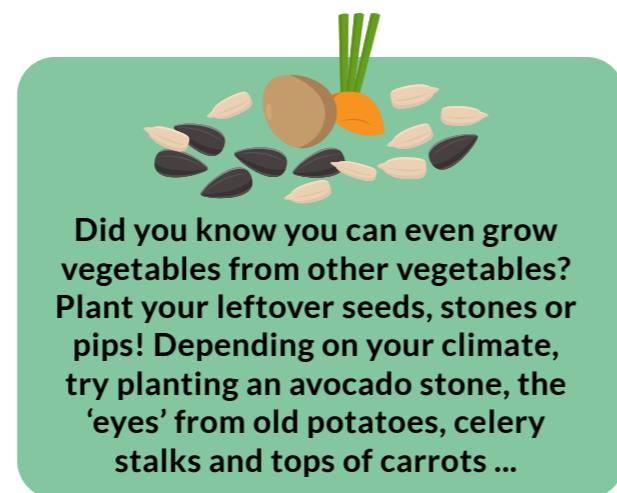 Did you know you can even grow
vegetables from other vegetables?
Plant your leftover seeds, stones or
pips! Depending on your climate,
try planting an avocado stone, the
‘eyes’ from old potatoes, celery
stalks and tops of carrots ...